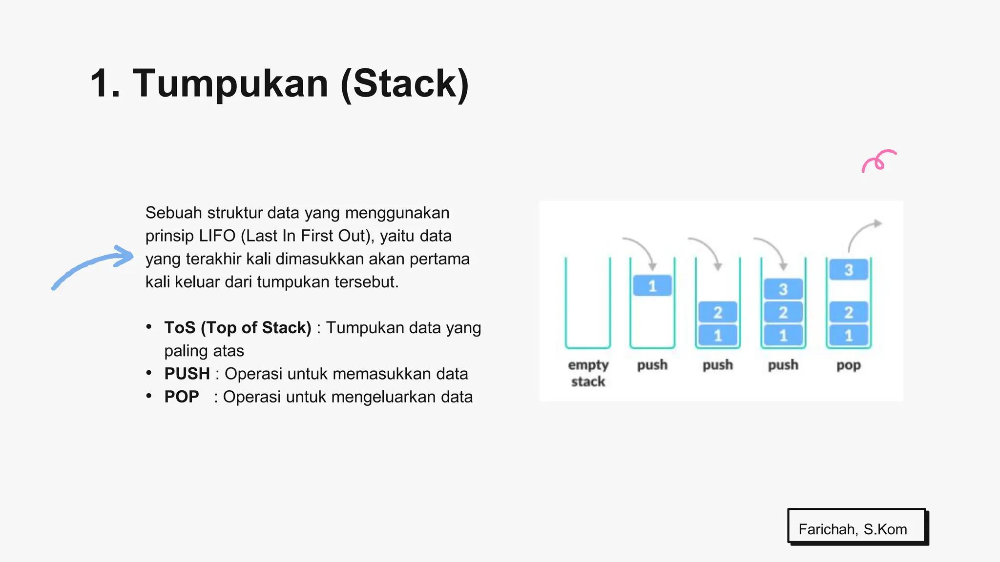 1. Tumpukan (Stack)
Sebuah struktur data yang menggunakan
prinsip LIFO (Last In First Out), yaitu data
yang terakhir kali dimasukkan akan pertama
kali keluar dari tumpukan tersebut.
• ToS (Top of Stack) : Tumpukan data yang
paling atas
• PUSH : Operasi untuk memasukkan data
• POP : Operasi untuk mengeluarkan data
3
1 3
2 2 2
1 1 1
empty push push push pop
stack
Farichah, S.Kom